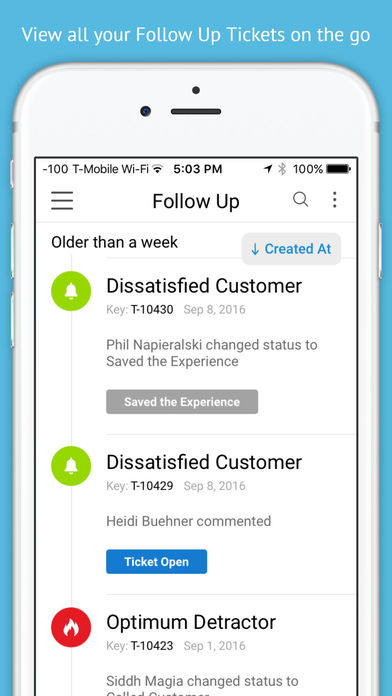 View all your Follow Up Tickets on the go
-100 T-Mobile Wi-Fi 5:03 PM 100%
Follow Up
Older than a week
↓ Created At
Dissatisfied Customer
Key: T-10430 Sep 8, 2016
Phil Napieralski changed status to
Saved the Experience
Saved the Experience
Dissatisfied Customer
Key: T-10429 Sep 8, 2016
Heidi Buehner commented
Ticket Open
Optimum Detractor
Key: T-10423 Sep 1, 2016
Siddh Magia changed status to
Called Customer